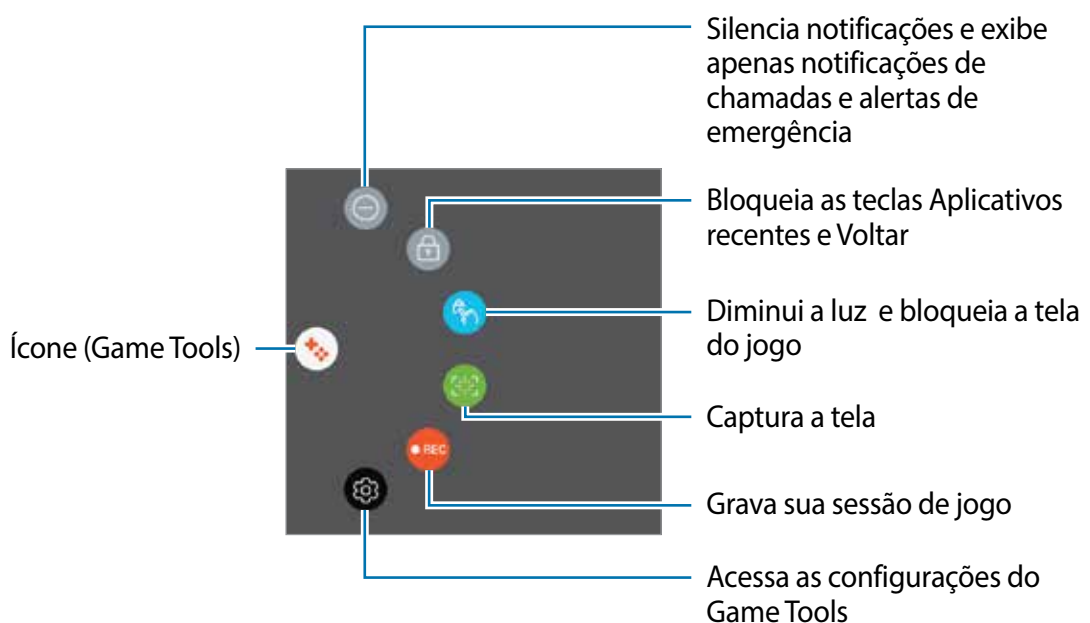 Silencia notificações e exibe
apenas notificações de
chamadas e alertas de
emergência
Bloqueia as teclas Aplicativos
recentes e Voltar
Diminui a luz e bloqueia a tela
do jogo
Ícone (Game Tools)
Captura a tela
REC
Grava sua sessão de jogo
Acessa as configurações do
Game Tools